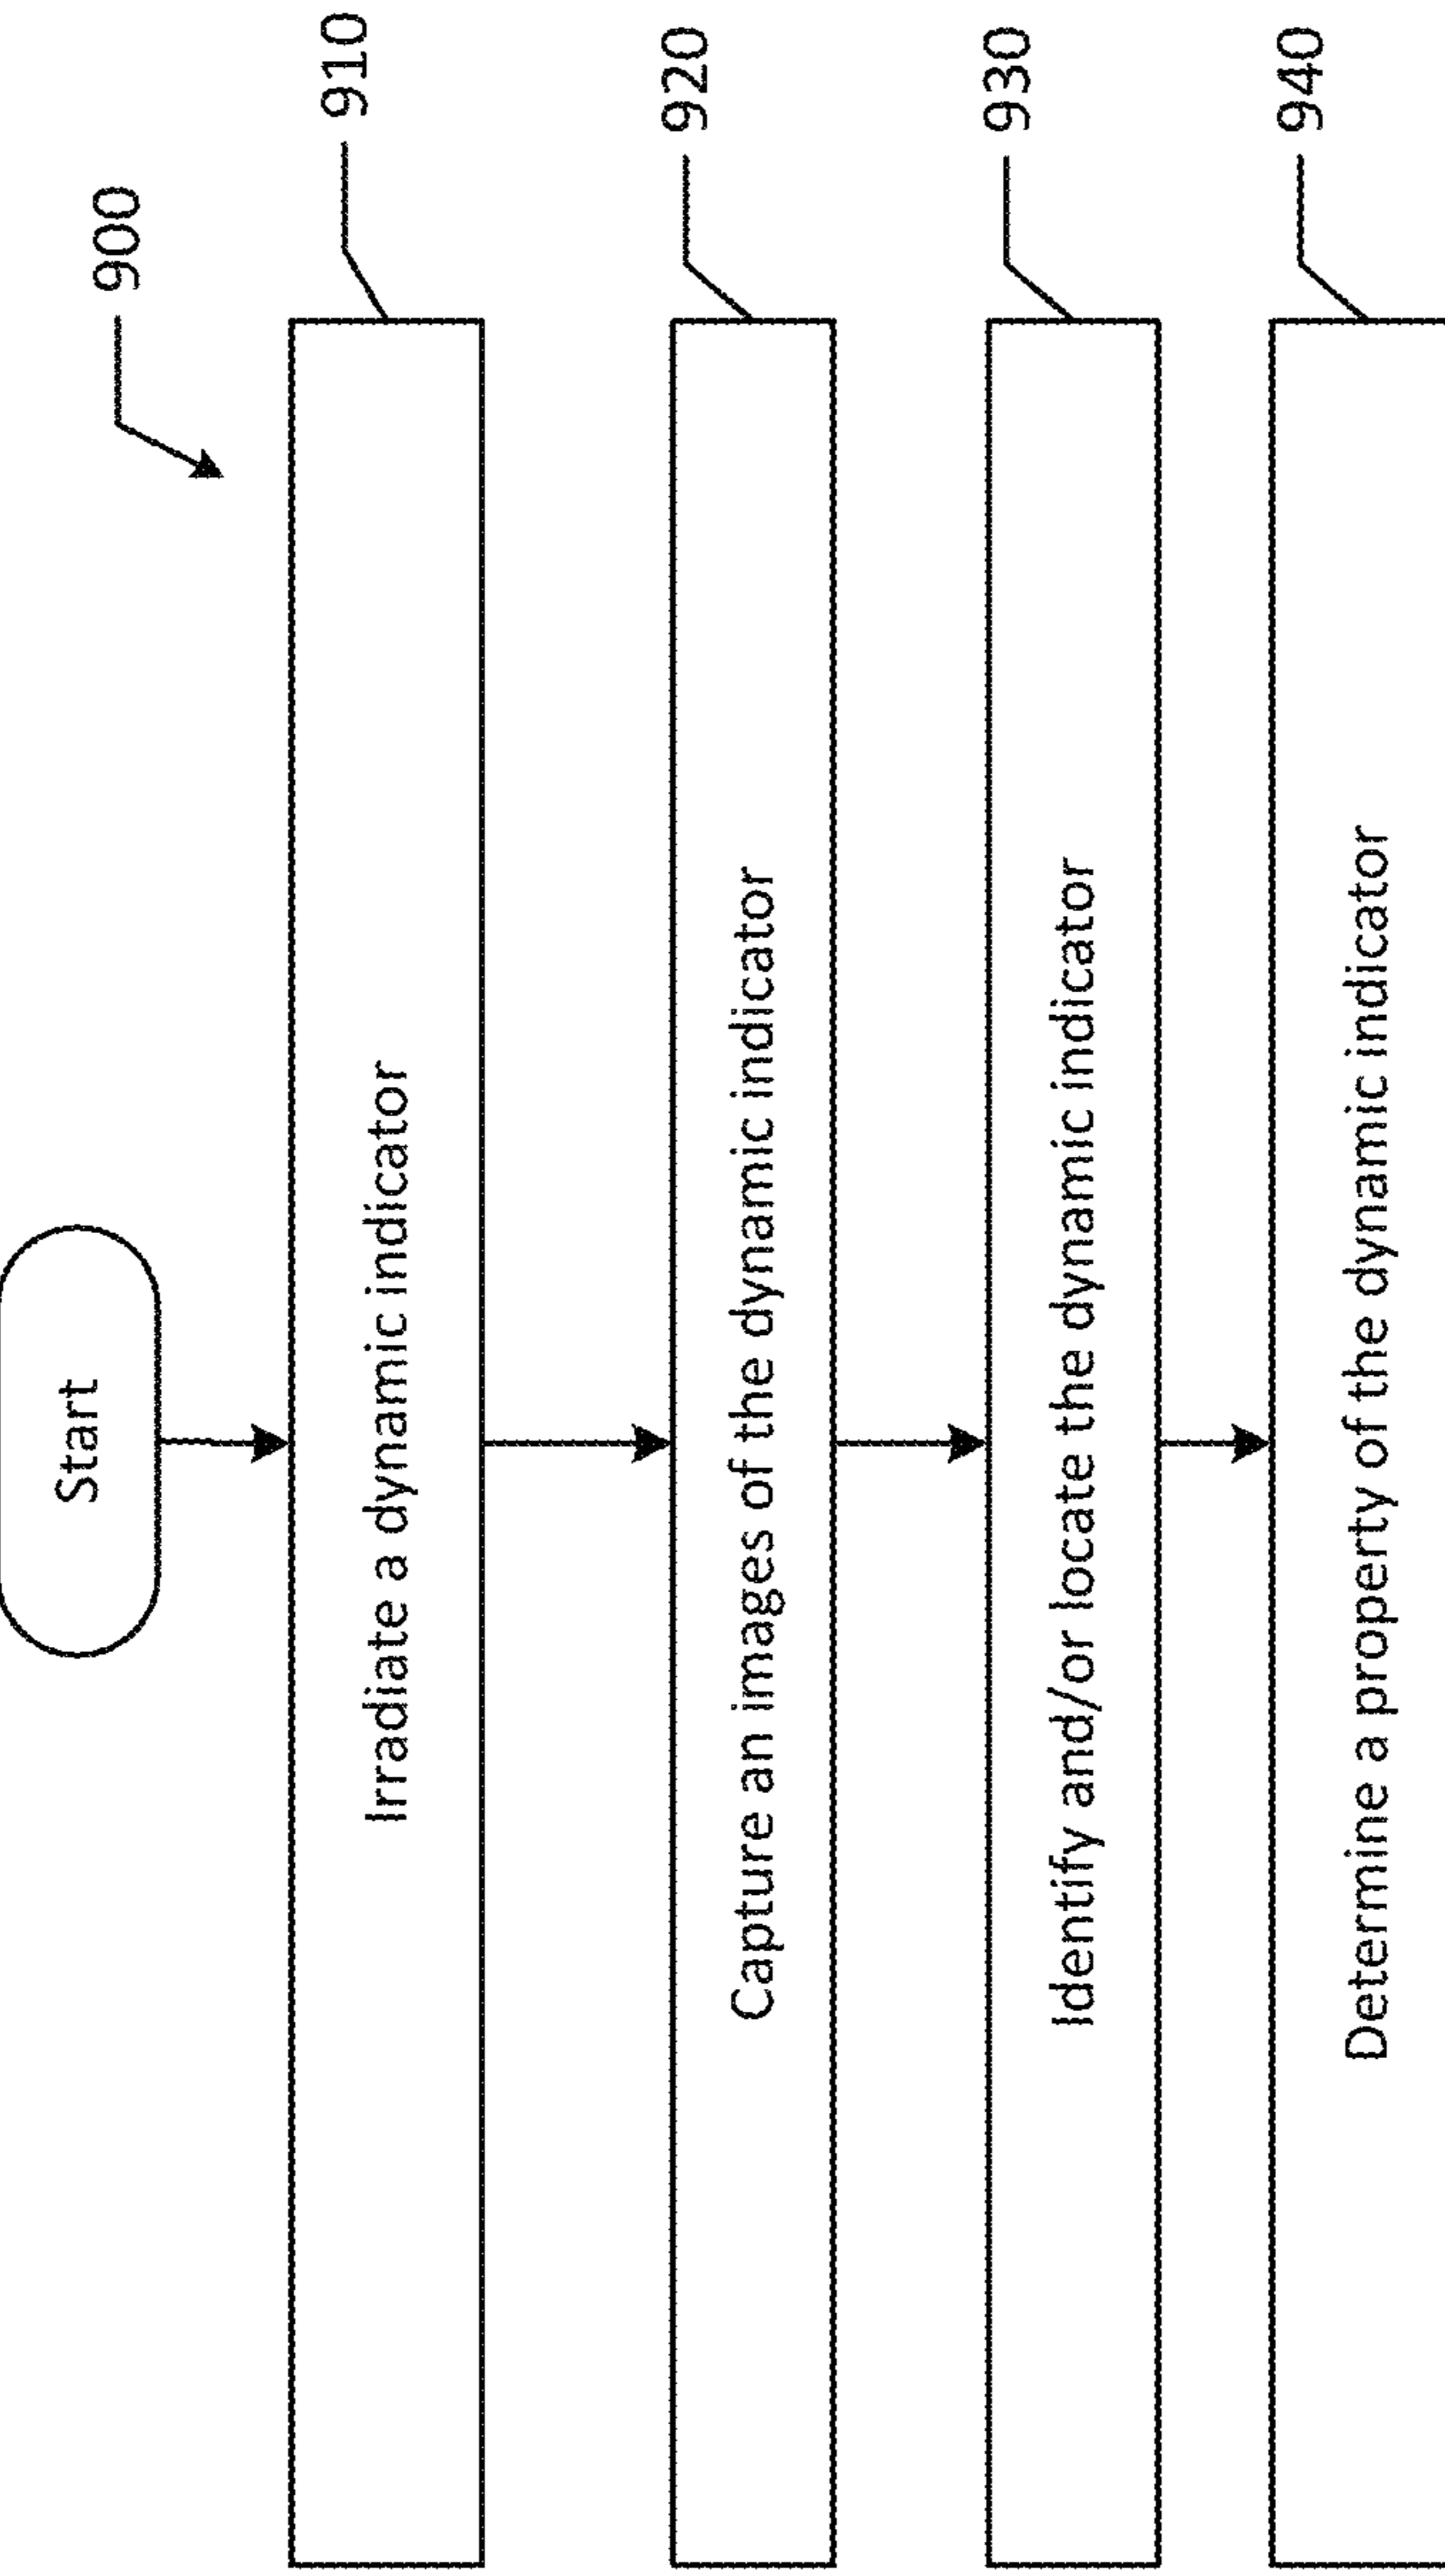 Start
900
Irradiate a dynamic indicator
910
Capture an images of the dynamic indicator
920
Identify and/or locate the dynamic indicator
930
Determine a property of the dynamic indicator
940